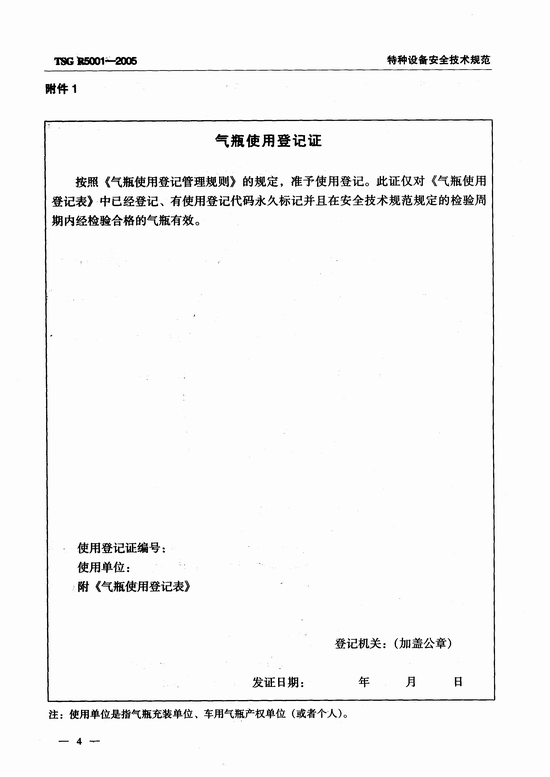 TSG R5001—2005
特种设备安全技术规范
附件 1
气瓶使用登记证
按照《气瓶使用登记管理规则》的规定，准予使用登记。此证仅对《气瓶使用
登记表》中已经登记、有使用登记代码永久标记并且在安全技术规范规定的检验周
期内经检验合格的气瓶有效。
使用登记证编号：
使用单位：
附《气瓶使用登记表》
登记机关：（加盖公章）
发证日期： 年 月 日
注：使用单位是指气瓶充装单位、车用气瓶产权单位（或者个人）。
— 4 —